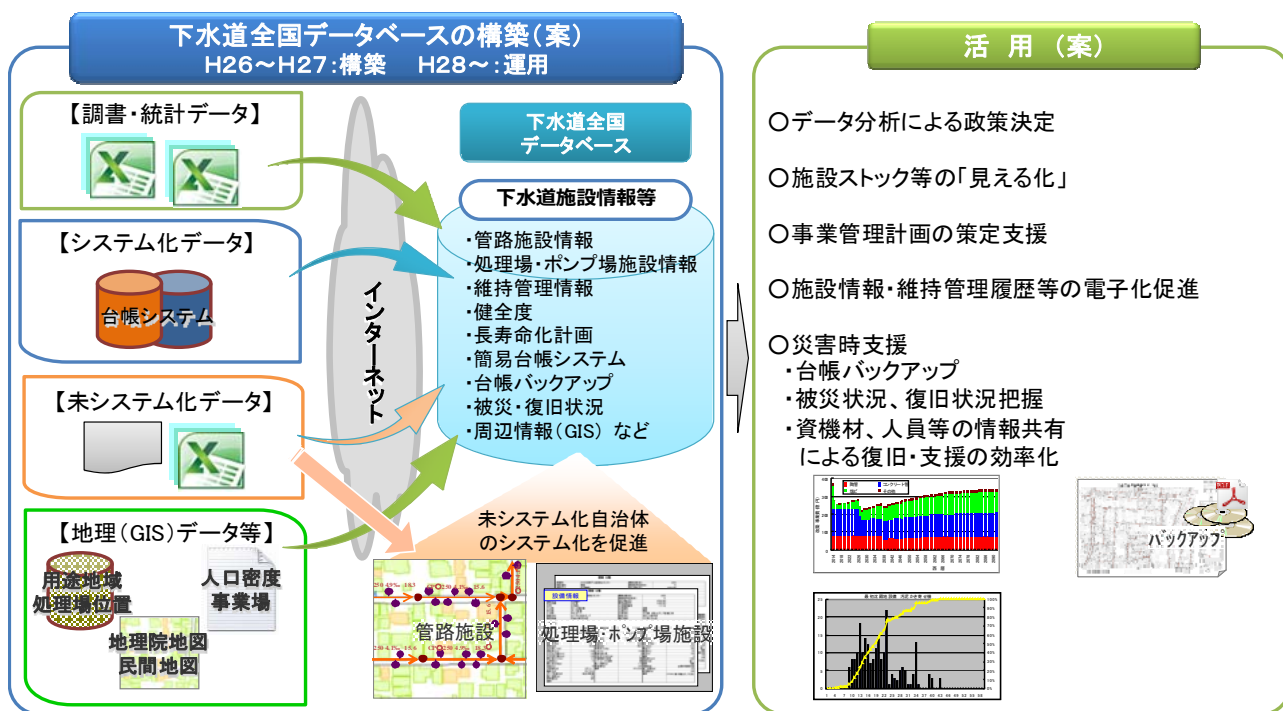 下水道全国データベースの構築(案)
H26~H27:構築 H28~:運用
【調書・統計データ】
【システム化データ】
台帳システム
【未システム化データ】
【地理(GIS)データ等】
用途地域
処理場位置
人口密度
事業場
地理院地図
民間地図
インターネット
下水道全国
データベース
下水道施設情報等
・管路施設情報
・処理場・ポンプ場施設情報
・維持管理情報
・健全度
・長寿命化計画
・簡易台帳システム
・台帳バックアップ
・被災・復旧状況
・周辺情報(GIS) など
未システム化自治体
のシステム化を促進
管路施設
設備情報
処理場・ポンプ場施設
活 用 (案)
○データ分析による政策決定
○施設ストック等の「見える化」
○事業管理計画の策定支援
○施設情報・維持管理履歴等の電子化促進
○災害時支援
・台帳バックアップ
・被災状況、復旧状況把握
・資機材、人員等の情報共有
による復旧・支援の効率化
バックアップ